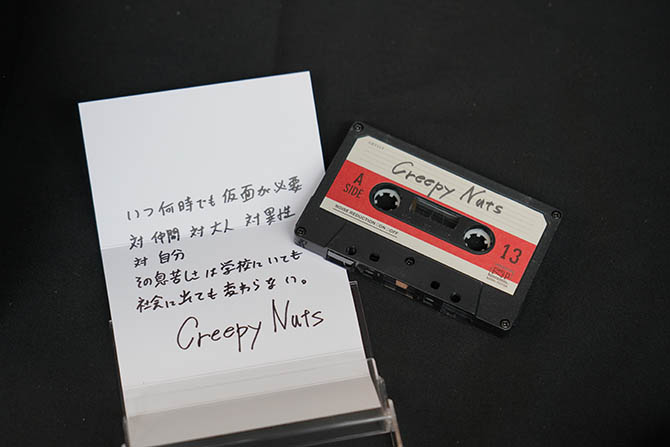 いつ何時でも仮面が必要
対 仲間 対 大人 対 異性
対 自分
その息苦しさは学校にいても
社会に出ても変わらない。
Creepy Nuts
ARTIST
Creepy Nuts
A
SIDE
NOISE REDUCTION ON OFF
13